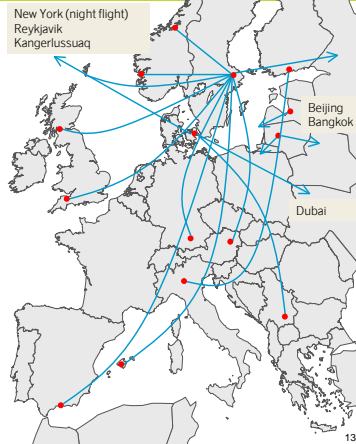 New York (night flight)
Reykjavik
Kangerlussuaq
Beijing
Bangkok
Dubai
13